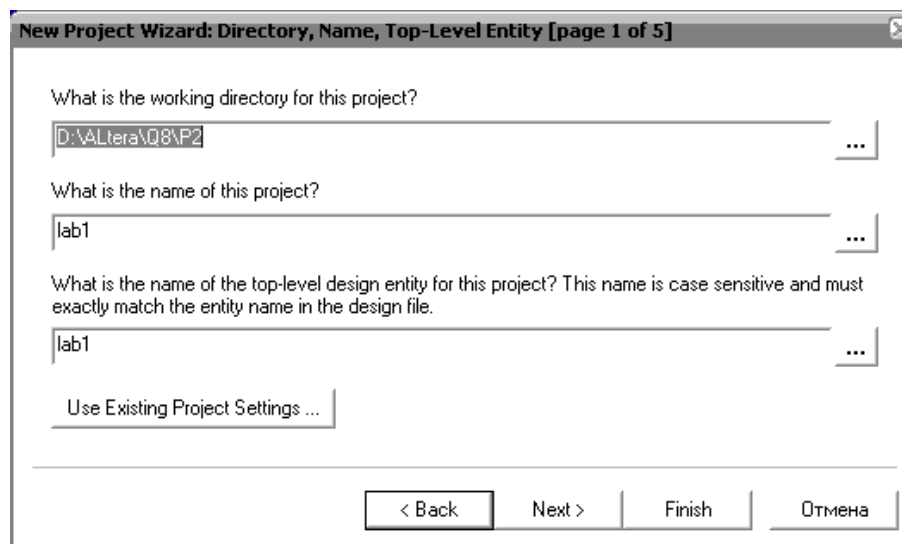 New Project Wizard: Directory, Name, Top-Level Entity [page 1 of 5]
What is the working directory for this project?
D:\ALtera\Q8\P2
...
What is the name of this project?
lab1
...
What is the name of the top-level design entity for this project? This name is case sensitive and must
exactly match the entity name in the design file.
lab1
...
Use Existing Project Settings ...
< Back Next > Finish Отмена